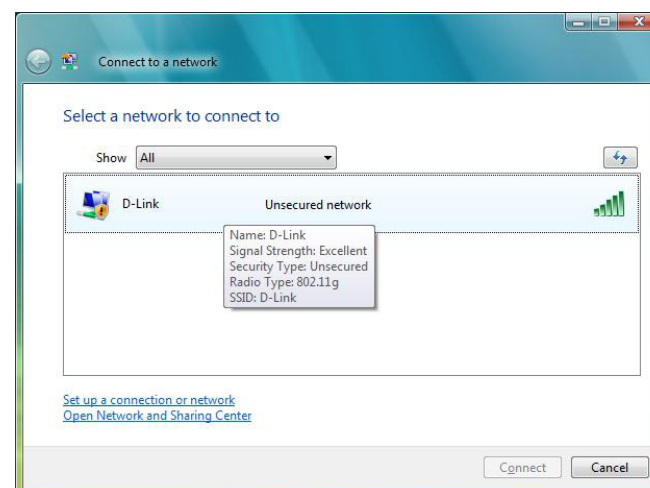 Connect to a network
Select a network to connect to
Show All
D-Link Unsecured network
Name: D-Link
Signal Strength: Excellent
Security Type: Unsecured
Radio Type: 802.11g
SSID: D-Link
Set up a connection or network
Open Network and Sharing Center
Connect Cancel